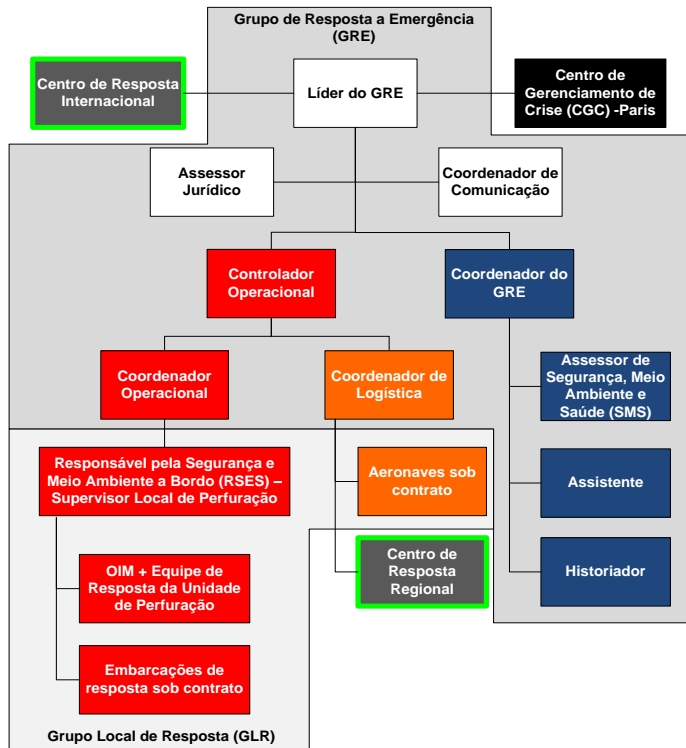 Grupo de Resposta a Emergência
(GRE)
Centro de Resposta
Internacional
Líder do GRE
Centro de
Gerenciamento de
Crise (CGC) -Paris
Assessor
Jurídico
Coordenador de
Comunicação
Controlador
Operacional
Coordenador do
GRE
Coordenador
Operacional
Coordenador de
Logística
Assessor de
Segurança, Meio
Ambiente e
Saúde (SMS)
Responsável pela Segurança e
Meio Ambiente a Bordo (RSES) –
Supervisor Local de Perfuração
Aeronaves sob
contrato
Assistente
OIM + Equipe de
Resposta da Unidade
de Perfuração
Centro de
Resposta
Regional
Historiador
Embarcações de
resposta sob contrato
Grupo Local de Resposta (GLR)